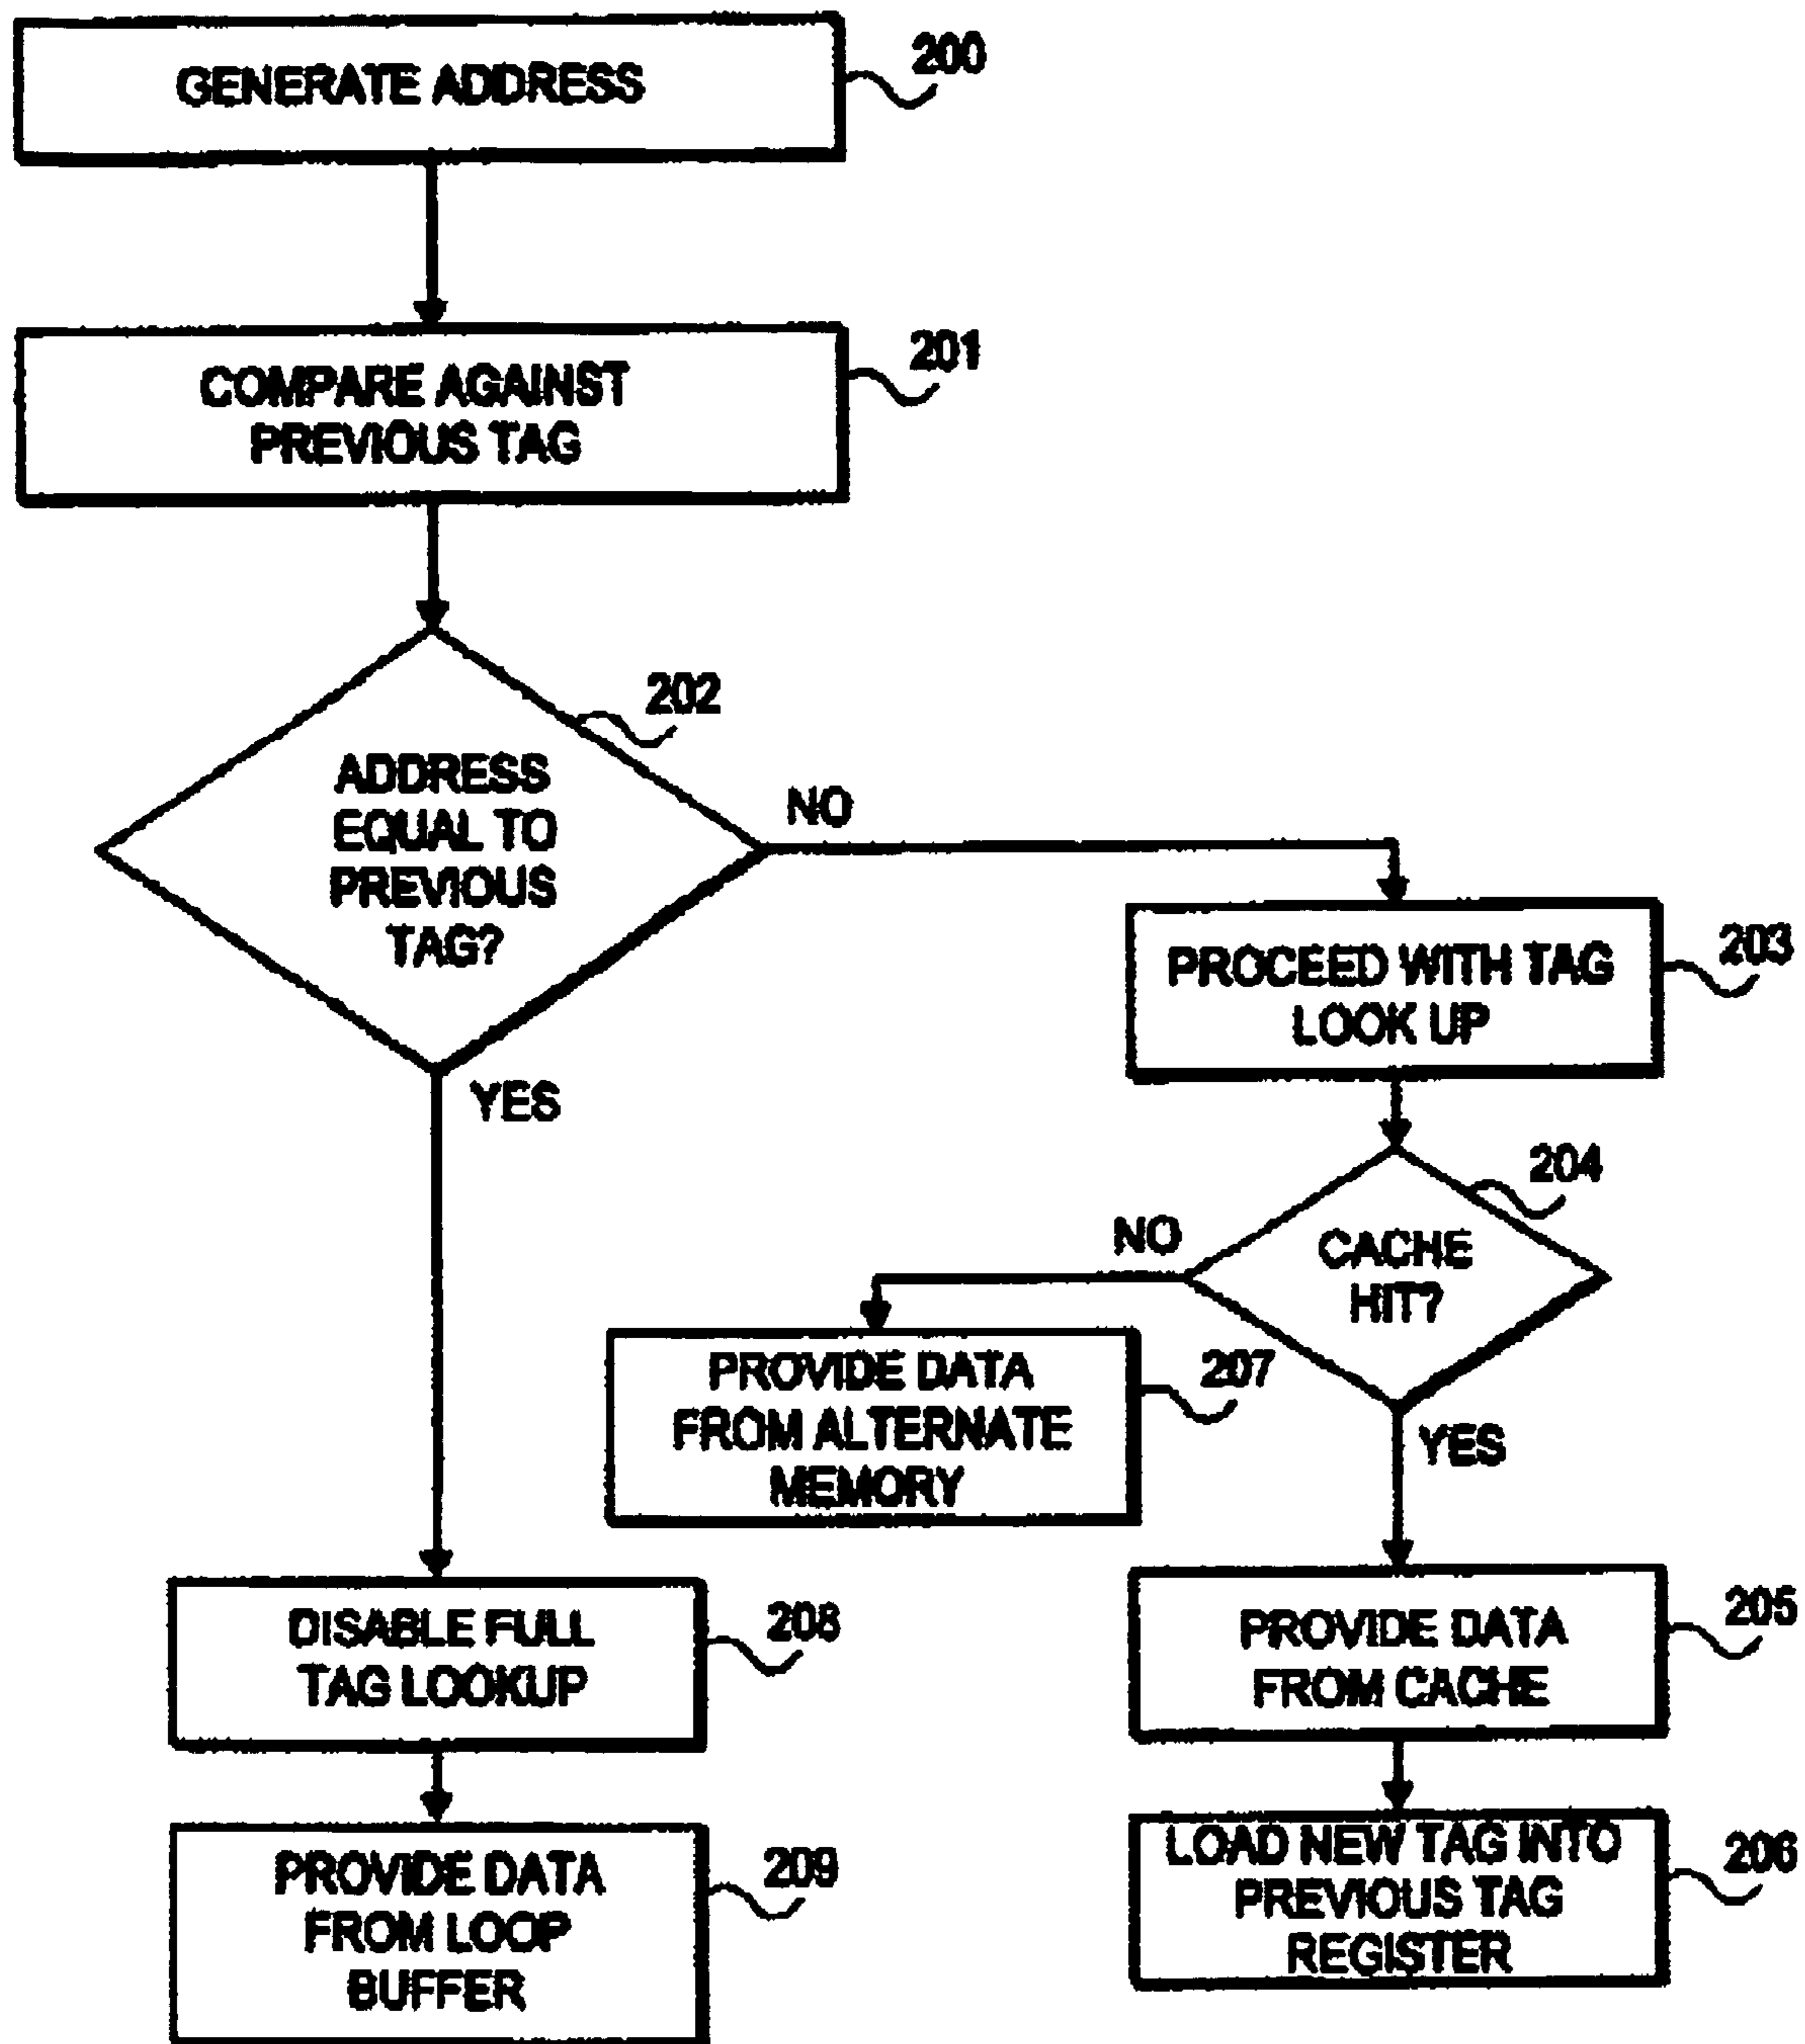 GENERATE ADDRESS
200
COMPARE AGAINST
PREVIOUS TAG
201
202
ADDRESS
EQUAL TO
PREVIOUS
TAG?
NO
YES
PROCEED WITH TAG
LOOK UP
203
204
CACHE
HIT?
NO
YES
PROVIDE DATA
FROM ALTERNATE
MEMORY
207
DISABLE FULL
TAG LOOKUP
208
PROVIDE DATA
FROM CACHE
205
PROVIDE DATA
FROM LOOP
BUFFER
209
LOAD NEW TAG INTO
PREVIOUS TAG
REGISTER
206